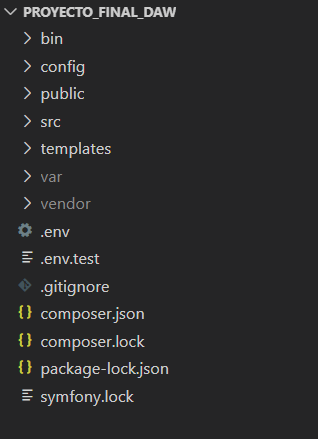 PROYECTO_FINAL_DAW
bin
config
public
src
templates
var
vendor
.env
.env.test
.gitignore
composer.json
composer.lock
package-lock.json
symfony.lock